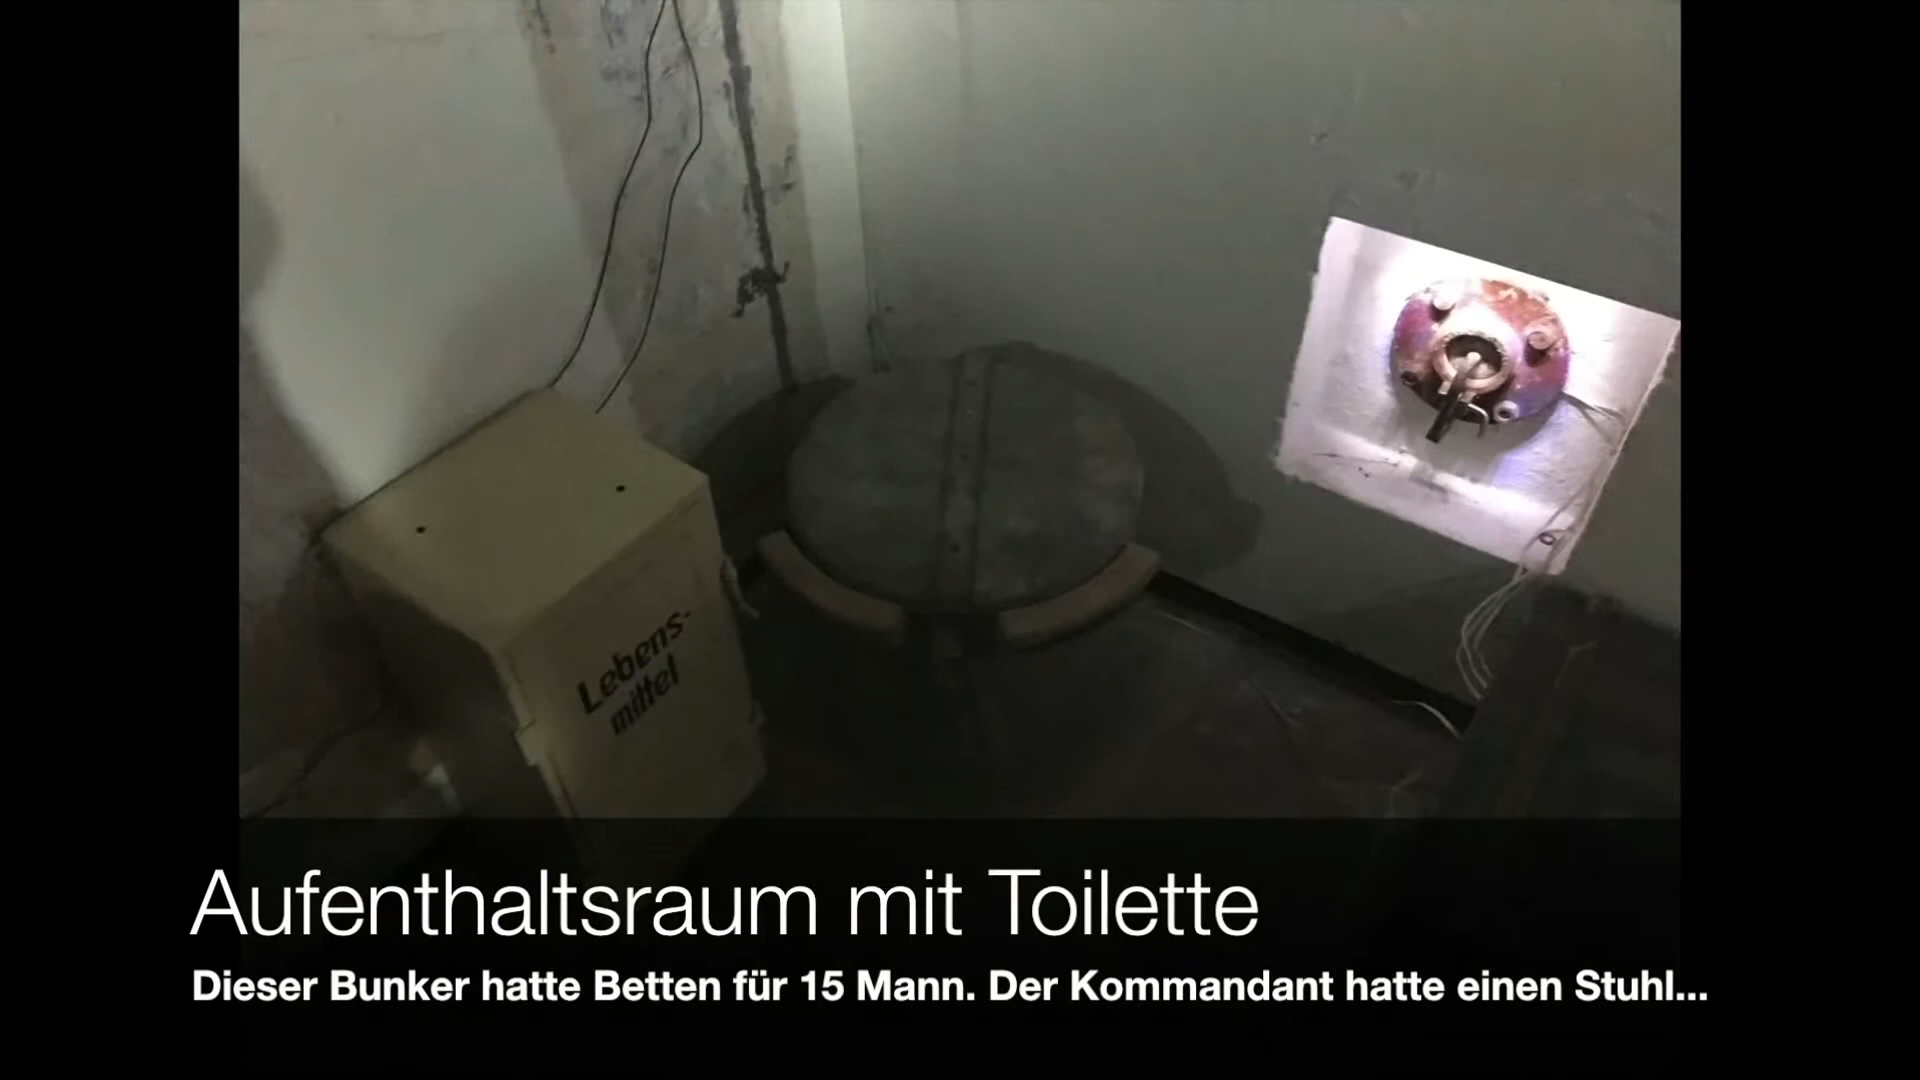 Lebens-
mittel
Aufenthaltsraum mit Toilette
Dieser Bunker hatte Betten für 15 Mann. Der Kommandant hatte einen Stuhl...